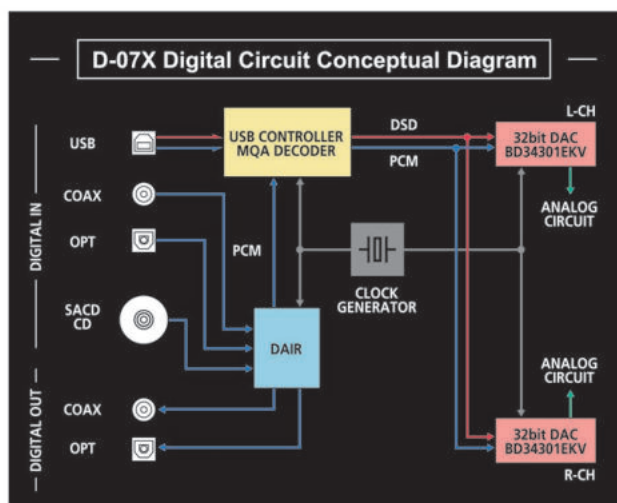 D-07X Digital Circuit Conceptual Diagram
DIGITAL IN
USB
COAX
OPT
SACD
CD
DIGITAL OUT
COAX
OPT
USB CONTROLLER
MQA DECODER
DSD
PCM
PCM
DAIR
CLOCK
GENERATOR
L-CH
32bit DAC
BD34301EKV
ANALOG
CIRCUIT
ANALOG
CIRCUIT
32bit DAC
BD34301EKV
R-CH